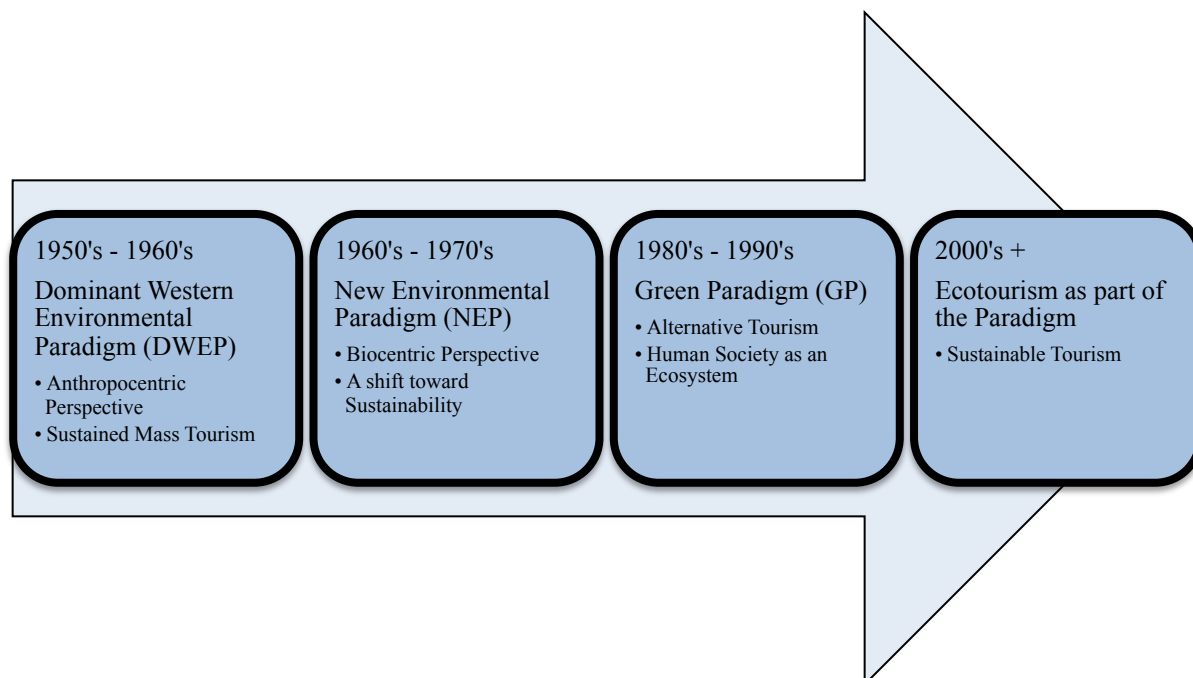 1950's - 1960's
Dominant Western
Environmental
Paradigm (DWEP)
• Anthropocentric
Perspective
• Sustained Mass Tourism
1960's - 1970's
New Environmental
Paradigm (NEP)
• Biocentric Perspective
• A shift toward
Sustainability
1980's - 1990's
Green Paradigm (GP)
• Alternative Tourism
• Human Society as an
Ecosystem
2000's +
Ecotourism as part of
the Paradigm
• Sustainable Tourism